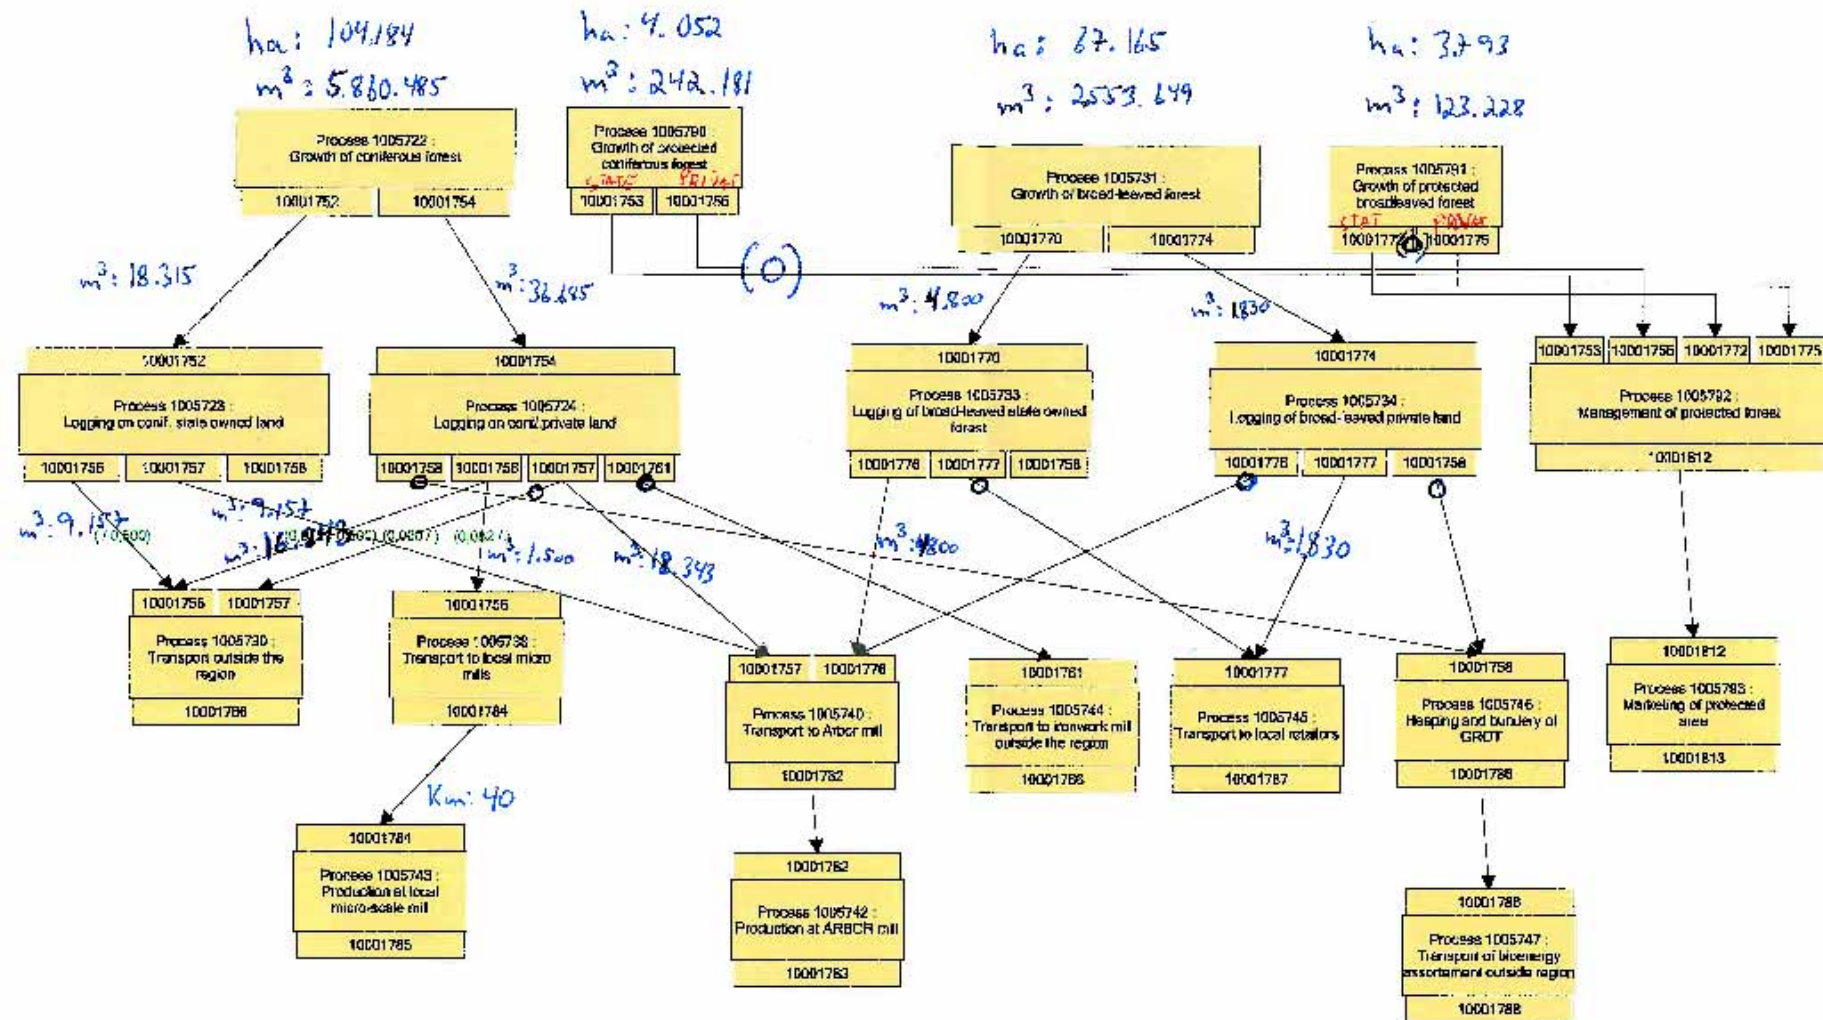 ha: 104.184
m³: 5.860.485
ha: 4.052
m³: 242.181
ha: 67.165
m³: 2553.649
ha: 3.793
m³: 123.228
Process 1005722 :
Growth of coniferous forest
10001752 10001754
Process 1005790 :
Growth of protected
coniferous forest
STATE PRIVAT
10001753 10001755
Process 1005731 :
Growth of broad-leaved forest
10001770 10001774
Process 1005791 :
Growth of protected
broadleaved forest
STAT
10001772 10001775
m³: 18.315
m³: 36.685
(O)
m³: 4.800
m³: 1830
10001752
Process 1005723 :
Logging on conif. state owned land
10001756 10001757 10001758
10001754
Process 1005724 :
Logging on conif. private land
10001758 10001756 10001757 10001761
10001770
Process 1005733 :
Logging of broad-leaved state owned
forest
10001776 10001777 10001758
10001774
Process 1005734 :
Logging of broad-leaved private land
10001776 10001777 10001758
10001753 10001755 10001772 10001775
Process 1005792 :
Management of protected forest
10001812
m³: 9.157
m³: 9.157
m³:
m³: 1.500
m³: 18.343
m³: 4800
m³: 1830
10001756 10001757
Process 1005730 :
Transport outside the
region
10001766
10001756
Process 1005738 :
Transport to local micro
mills
10001784
10001757 10001776
Process 1005740 :
Transport to Arbor mill
10001782
10001761
Process 1005744 :
Transport to ironwork mill
outside the region
10001766
10001777
Process 1005745 :
Transport to local retailors
10001787
10001758
Process 1005746 :
Heaping and bundery of
GROT
10001786
10001812
Process 1005793 :
Marketing of protected
area
10001813
Km: 40
10001784
Process 1005743 :
Production at local
micro-scale mill
10001785
10001782
Process 1005742 :
Production at ARBOR mill
10001783
10001786
Process 1005747 :
Transport of bioenergy
assortament outside region
10001788